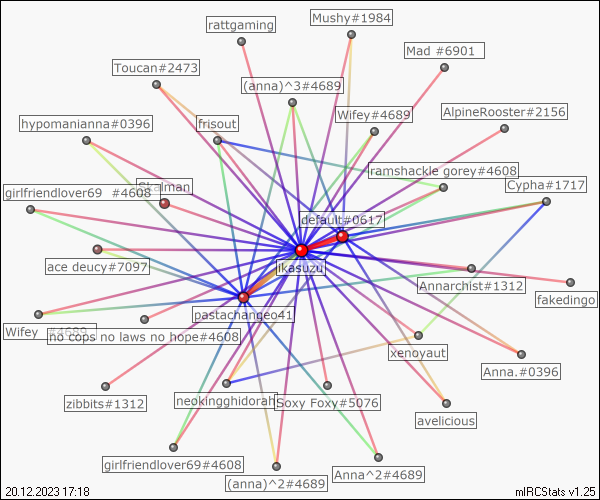 rattgaming
Mushy#1984
Mad #6901
Toucan#2473
(anna)^3#4689
Wifey#4689
AlpineRooster#2156
hypomanianna#0396
frisout
ramshackle gorey#4608
Cypha#1717
girlfriendlover69 #4608
Skalman
default#0617
ace deucy#7097
ikasuzu
Annarchist#1312
fakedingo
pastachangeo41
Wifey #4689
no cops no laws no hope#4608
xenoyaut
Anna.#0396
zibbits#1312
neokingghidorah
Soxy Foxy#5076
avelicious
girlfriendlover69#4608
(anna)^2#4689
Anna^2#4689
20.12.2023 17:18
mIRCStats v1.25